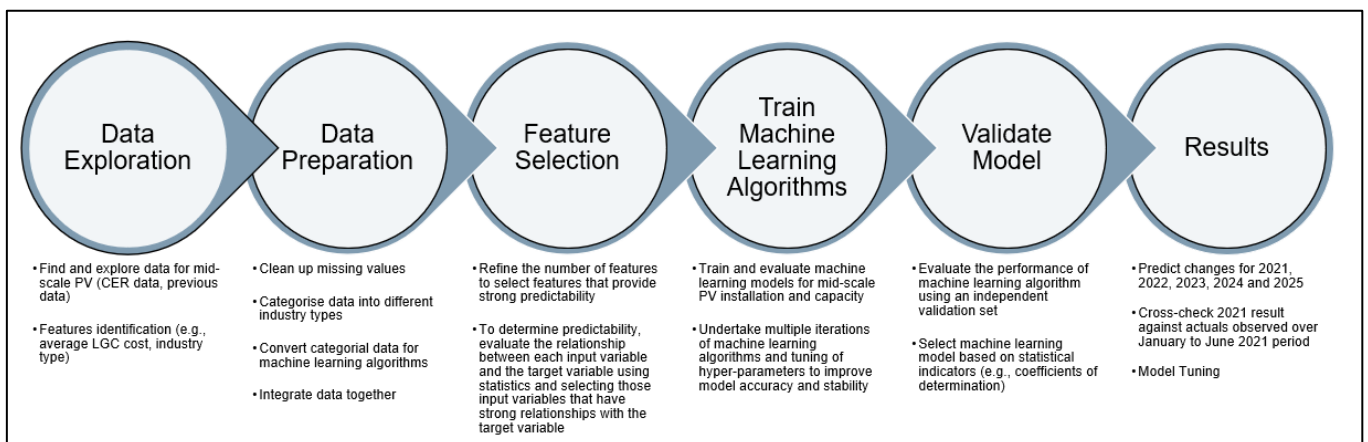 Data
Exploration
Data
Preparation
Feature
Selection
Train
Machine
Learning
Algorithms
Validate
Model
Results
• Find and explore data for mid-
scale PV (CER data, previous
data)
• Features identification (e.g.,
average LGC cost, industry
type)
• Clean up missing values
• Categorise data into different
industry types
• Convert categorial data for
machine learning algorithms
• Integrate data together
• Refine the number of features
to select features that provide
strong predictability
• To determine predictability,
evaluate the relationship
between each input variable
and the target variable using
statistics and selecting those
input variables that have
strong relationships with the
target variable
• Train and evaluate machine
learning models for mid-scale
PV installation and capacity
• Undertake multiple iterations
of machine learning
algorithms and tuning of
hyper-parameters to improve
model accuracy and stability
• Evaluate the performance of
machine learning algorithm
using an independent
validation set
• Select machine learning
model based on statistical
indicators (e.g., coefficients of
determination)
• Predict changes for 2021,
2022, 2023, 2024 and 2025
• Cross-check 2021 result
against actuals observed over
January to June 2021 period
• Model Tuning